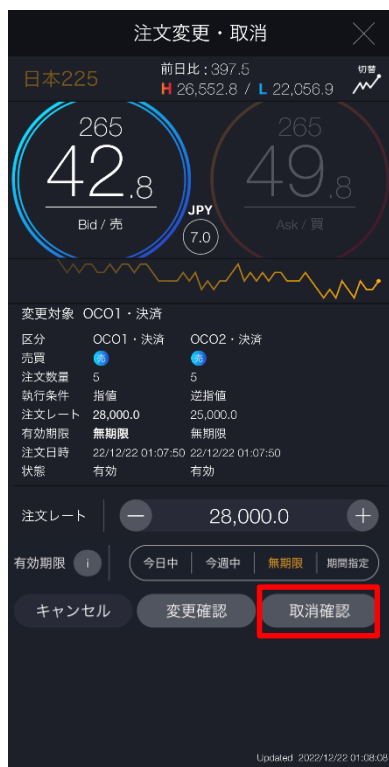 注文変更・取消
日本225
前日比 : 397.5
H 26,552.8 / L 22,056.9
切替
265
42.8
Bid / 売
JPY
7.0
265
49.8
Ask / 買
変更対象 OCO1・決済
区分 OCO1・決済 OCO2・決済
売買 売 売
注文数量 5 5
執行条件 指値 逆指値
注文レート 28,000.0 25,000.0
有効期限 無期限 無期限
注文日時 22/12/22 01:07:50 22/12/22 01:07:50
状態 有効 有効
注文レート － 28,000.0 ＋
有効期限 i 今日中 今週中 無期限 期間指定
キャンセル 変更確認 取消確認
Updated 2022/12/22 01:08:08